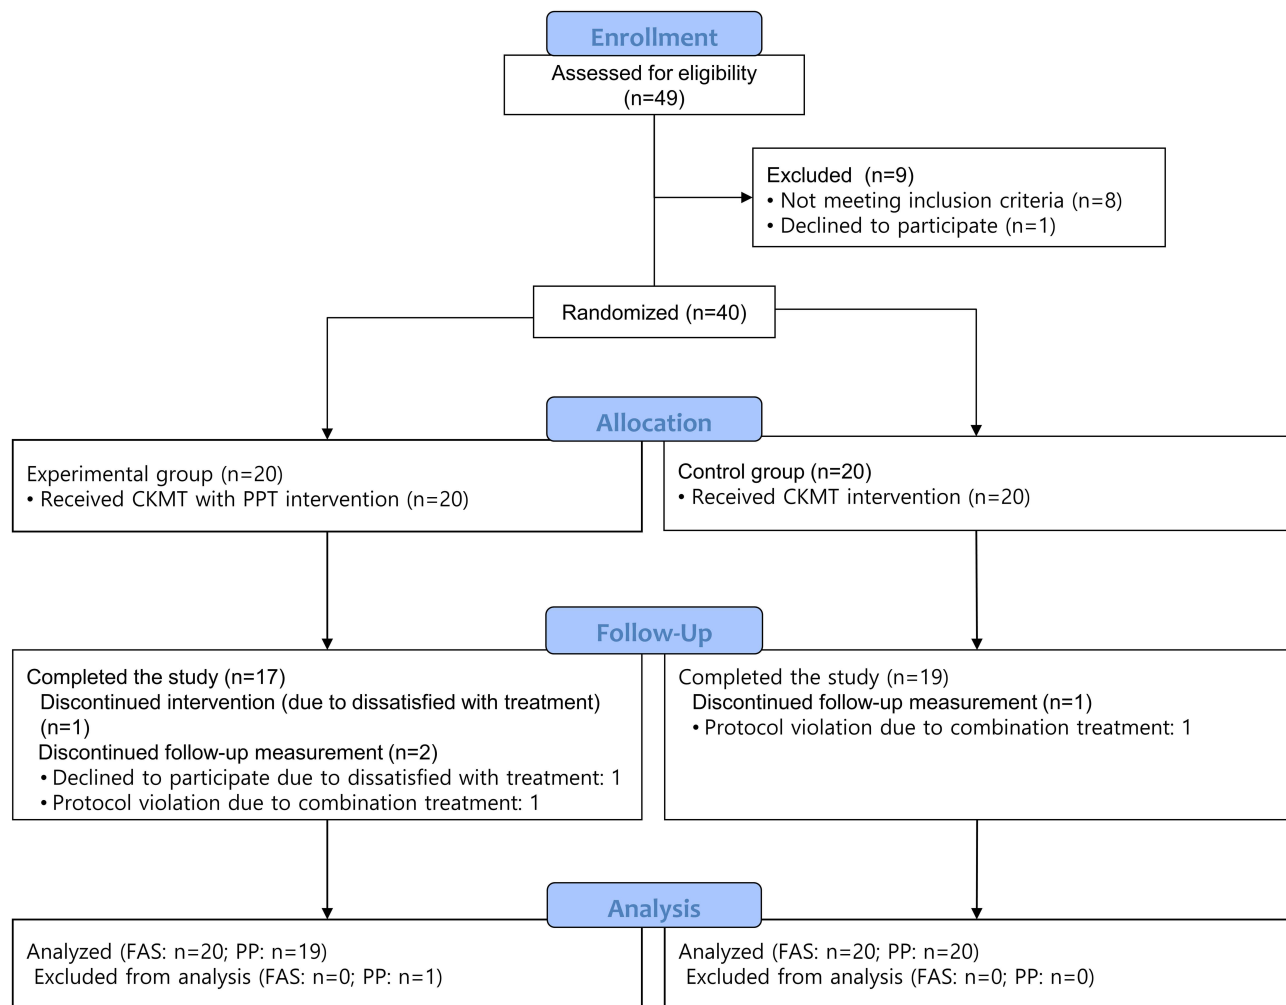 Enrollment
Assessed for eligibility
(n=49)
Excluded (n=9)
• Not meeting inclusion criteria (n=8)
• Declined to participate (n=1)
Randomized (n=40)
Allocation
Experimental group (n=20)
• Received CKMT with PPT intervention (n=20)
Control group (n=20)
• Received CKMT intervention (n=20)
Follow-Up
Completed the study (n=17)
Discontinued intervention (due to dissatisfied with treatment)
(n=1)
Discontinued follow-up measurement (n=2)
• Declined to participate due to dissatisfied with treatment: 1
• Protocol violation due to combination treatment: 1
Completed the study (n=19)
Discontinued follow-up measurement (n=1)
• Protocol violation due to combination treatment: 1
Analysis
Analyzed (FAS: n=20; PP: n=19)
Excluded from analysis (FAS: n=0; PP: n=1)
Analyzed (FAS: n=20; PP: n=20)
Excluded from analysis (FAS: n=0; PP: n=0)